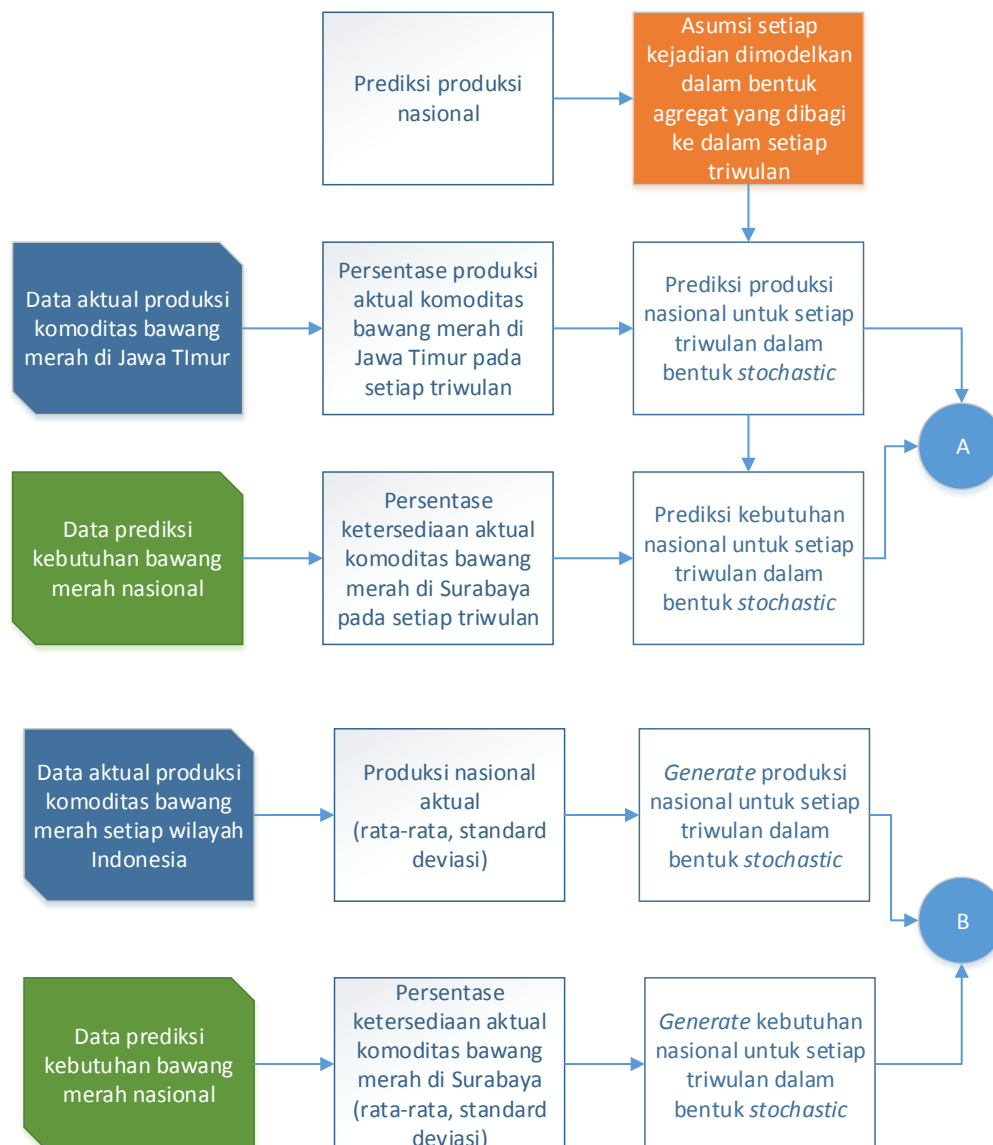 Prediksi produksi
nasional
Asumsi setiap
kejadian dimodelkan
dalam bentuk
agregat yang dibagi
ke dalam setiap
triwulan
Data aktual produksi
komoditas bawang
merah di Jawa TImur
Persentase produksi
aktual komoditas
bawang merah di
Jawa Timur pada
setiap triwulan
Prediksi produksi
nasional untuk setiap
triwulan dalam
bentuk stochastic
A
Data prediksi
kebutuhan bawang
merah nasional
Persentase
ketersediaan aktual
komoditas bawang
merah di Surabaya
pada setiap triwulan
Prediksi kebutuhan
nasional untuk setiap
triwulan dalam
bentuk stochastic
Data aktual produksi
komoditas bawang
merah setiap wilayah
Indonesia
Produksi nasional
aktual
(rata-rata, standard
deviasi)
Generate produksi
nasional untuk setiap
triwulan dalam
bentuk stochastic
B
Data prediksi
kebutuhan bawang
merah nasional
Persentase
ketersediaan aktual
komoditas bawang
merah di Surabaya
(rata-rata, standard
deviasi)
Generate kebutuhan
nasional untuk setiap
triwulan dalam
bentuk stochastic